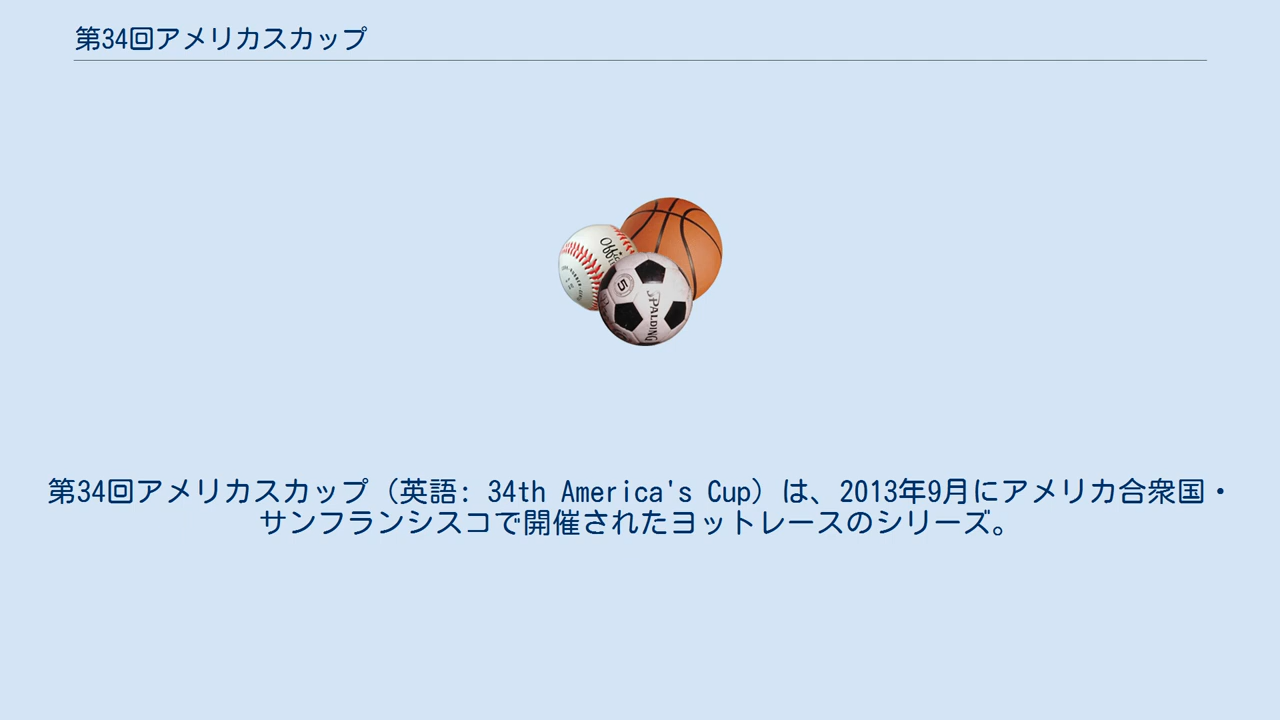 第34回アメリカスカップ
Offici
5
SPALDING
第34回アメリカスカップ（英語: 34th America's Cup）は、2013年9月にアメリカ合衆国・
サンフランシスコで開催されたヨットレースのシリーズ。